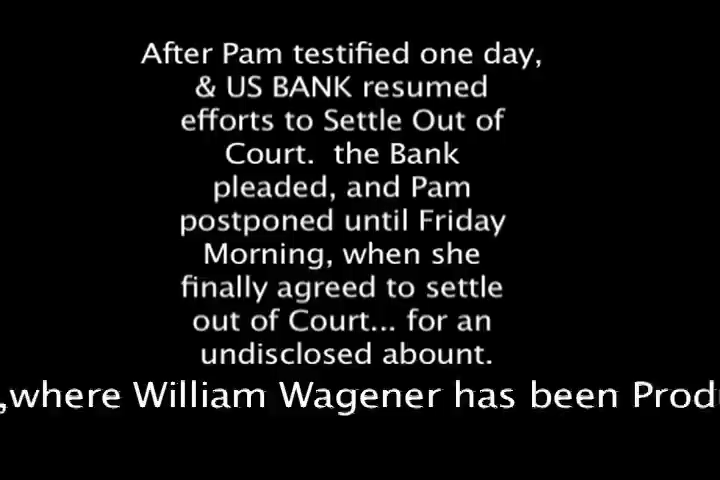 After Pam testified one day,
& US BANK resumed
efforts to Settle Out of
Court.  the Bank
pleaded, and Pam
postponed until Friday
Morning, when she
finally agreed to settle
out of Court... for an
undisclosed abount.
,where William Wagener has been Prod